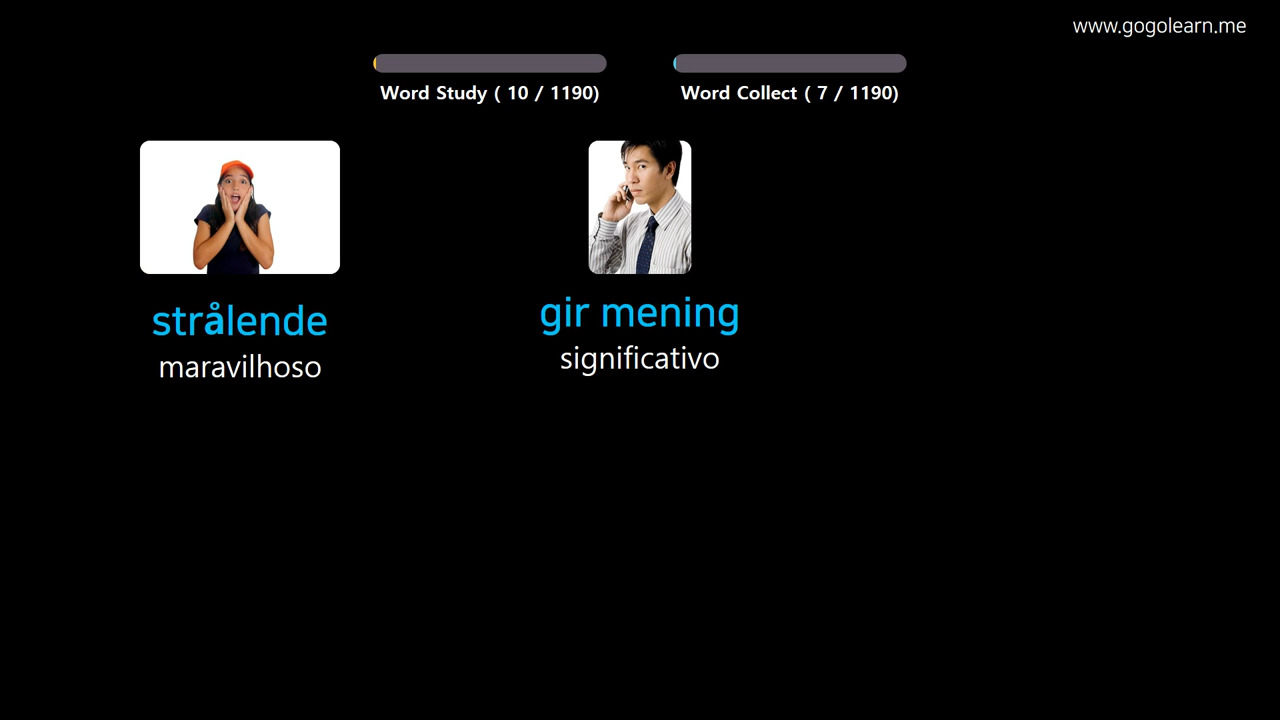 www.gogolearn.me
Word Study ( 10 / 1190)
Word Collect ( 7 / 1190)
strålende
maravilhoso
gir mening
significativo